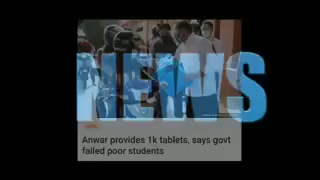 NEWS
Anwar provides 1k tablets, says govt
failed poor students